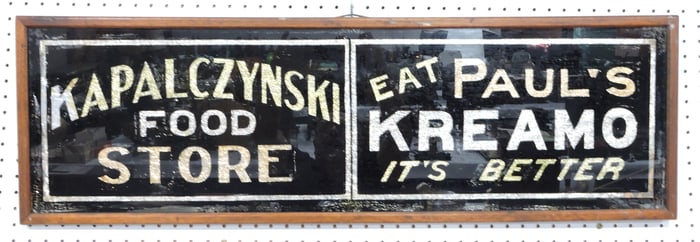 KAPALCZYNSKI
FOOD
STORE
EAT PAUL'S
KREAMO
IT'S BETTER